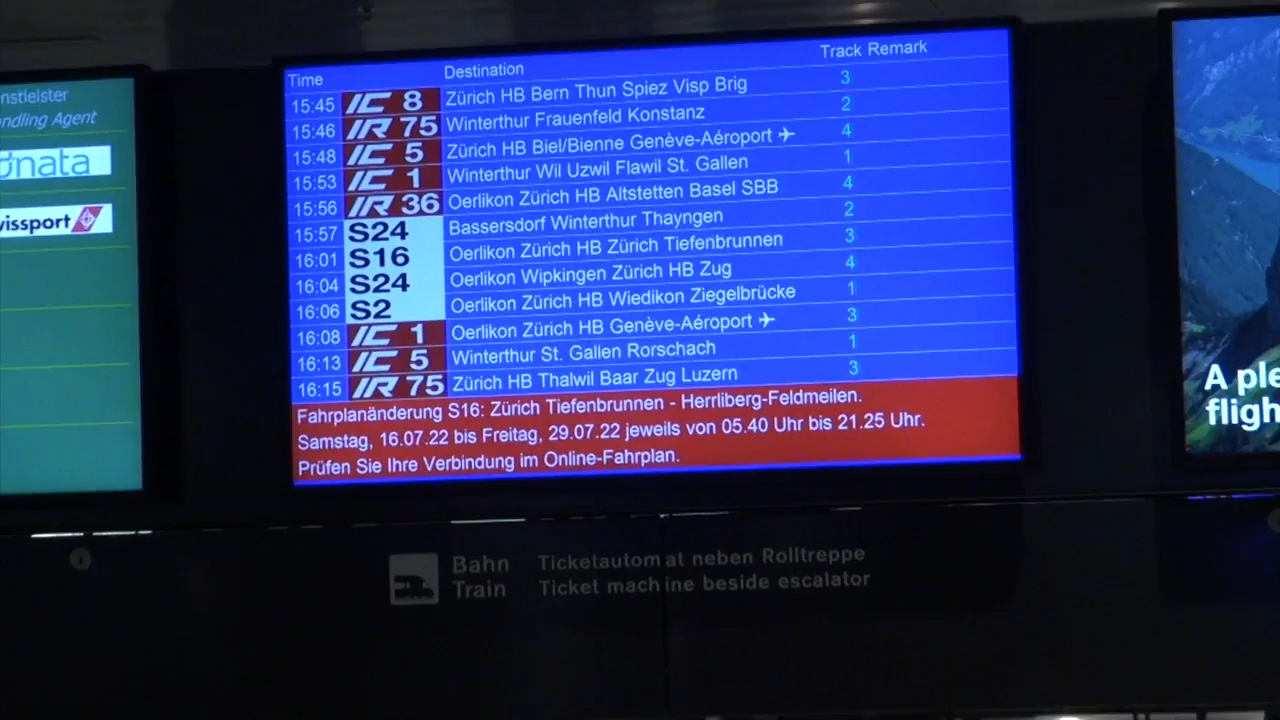 Time Destination Track Remark
15:45 IC 8 Zürich HB Bern Thun Spiez Visp Brig 3
15:46 IR 75 Winterthur Frauenfeld Konstanz 2
15:48 IC 5 Zürich HB Biel/Bienne Genève-Aéroport ✈ 4
15:53 IC 1 Winterthur Wil Uzwil Flawil St. Gallen 1
15:56 IR 36 Oerlikon Zürich HB Altstetten Basel SBB 4
15:57 S24 Bassersdorf Winterthur Thayngen 2
16:01 S16 Oerlikon Zürich HB Zürich Tiefenbrunnen 3
16:04 S24 Oerlikon Wipkingen Zürich HB Zug 4
16:06 S2 Oerlikon Zürich HB Wiedikon Ziegelbrücke 1
16:08 IC 1 Oerlikon Zürich HB Genève-Aéroport ✈ 3
16:13 IC 5 Winterthur St. Gallen Rorschach 1
16:15 IR 75 Zürich HB Thalwil Baar Zug Luzern 3
Fahrplanänderung S16: Zürich Tiefenbrunnen - Herrliberg-Feldmeilen.
Samstag, 16.07.22 bis Freitag, 29.07.22 jeweils von 05.40 Uhr bis 21.25 Uhr.
Prüfen Sie Ihre Verbindung im Online-Fahrplan.
nstleister
ndling Agent
nata
wissport
A ple
fligh
Bahn Ticketautomat neben Rolltreppe
Train Ticket machine beside escalator